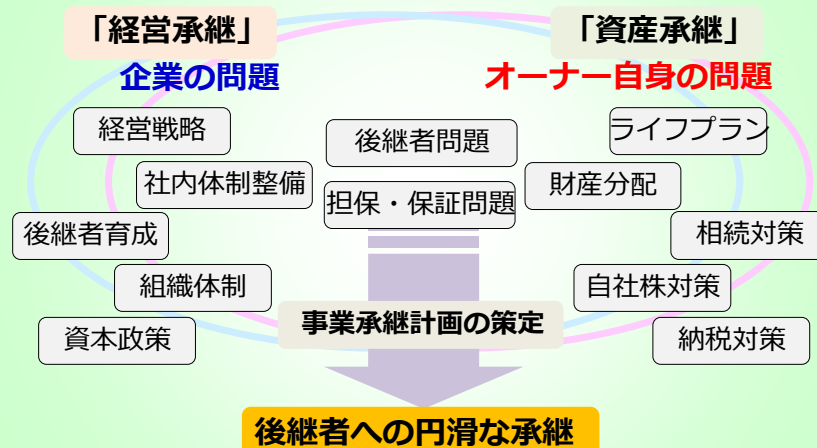 「経営承継」
「資産承継」
企業の問題
オーナー自身の問題
経営戦略
後継者問題
ライフプラン
社内体制整備
担保・保証問題
財産分配
後継者育成
相続対策
組織体制
自社株対策
事業承継計画の策定
資本政策
納税対策
後継者への円滑な承継